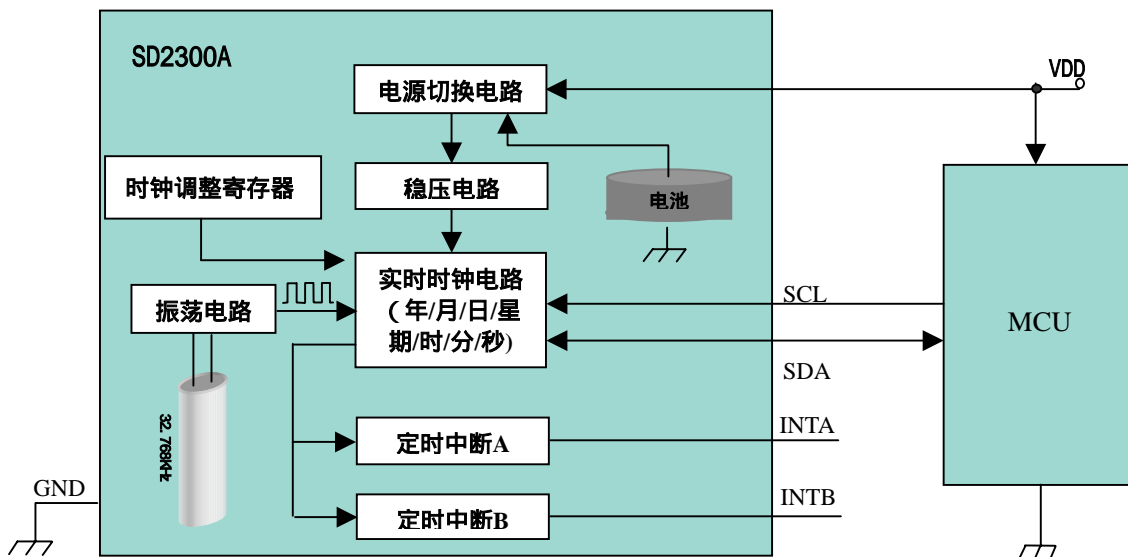 SD2300A
电源切换电路
VDD
时钟调整寄存器
稳压电路
电池
实时时钟电路
（年/月/日/星
期/时/分/秒)
振荡电路
SCL
MCU
SDA
32.768KHz
INTA
定时中断A
GND
INTB
定时中断B